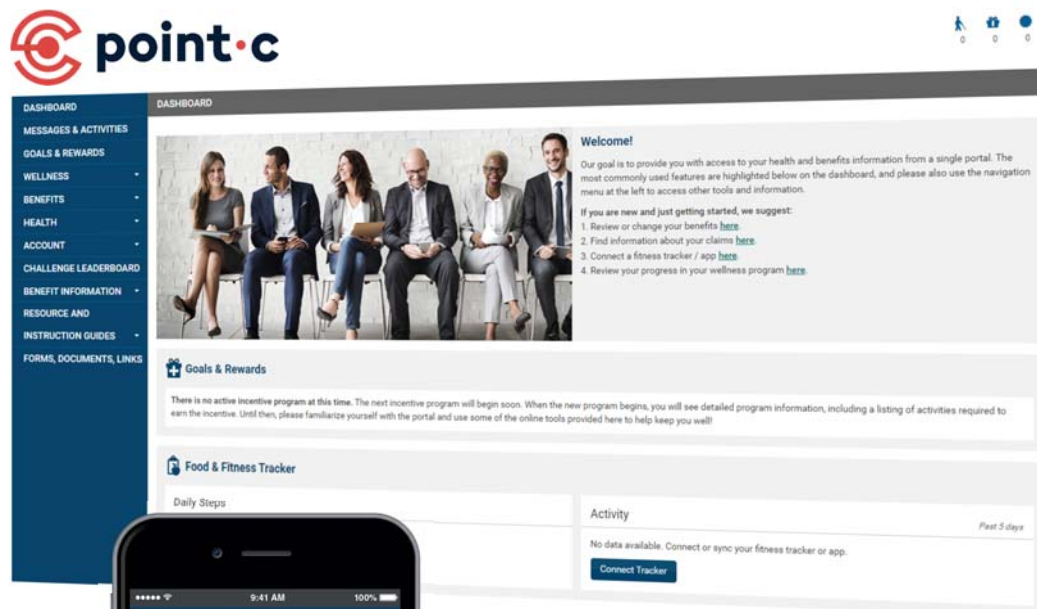 point·c
0 0 0
DASHBOARD
MESSAGES & ACTIVITIES
GOALS & REWARDS
WELLNESS
BENEFITS
HEALTH
ACCOUNT
CHALLENGE LEADERBOARD
BENEFIT INFORMATION
RESOURCE AND
INSTRUCTION GUIDES
FORMS, DOCUMENTS, LINKS
DASHBOARD
Welcome!
Our goal is to provide you with access to your health and benefits information from a single portal. The
most commonly used features are highlighted below on the dashboard, and please also use the navigation
menu at the left to access other tools and information.
If you are new and just getting started, we suggest:
1. Review or change your benefits here.
2. Find information about your claims here.
3. Connect a fitness tracker / app here.
4. Review your progress in your wellness program here.
Goals & Rewards
There is no active incentive program at this time. The next incentive program will begin soon. When the new program begins, you will see detailed program information, including a listing of activities required to
earn the incentive. Until then, please familiarize yourself with the portal and use some of the online tools provided here to help keep you well!
Food & Fitness Tracker
Daily Steps
Activity
Past 5 days
No data available. Connect or sync your fitness tracker or app.
Connect Tracker
9:41 AM
100%